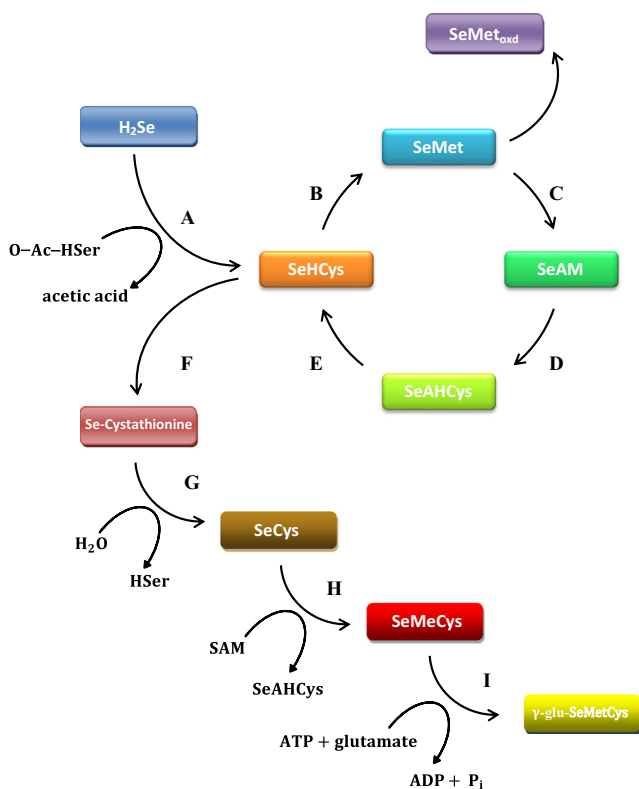 SeMetₒₓd
H₂Se
SeMet
B
C
A
O–Ac–HSer
SeHCys
SeAM
acetic acid
F
E
D
SeAHCys
Se-Cystathionine
G
H₂O
SeCys
HSer
H
SAM
SeMeCys
SeAHCys
I
γ-glu-SeMetCys
ATP + glutamate
ADP + Pᵢ